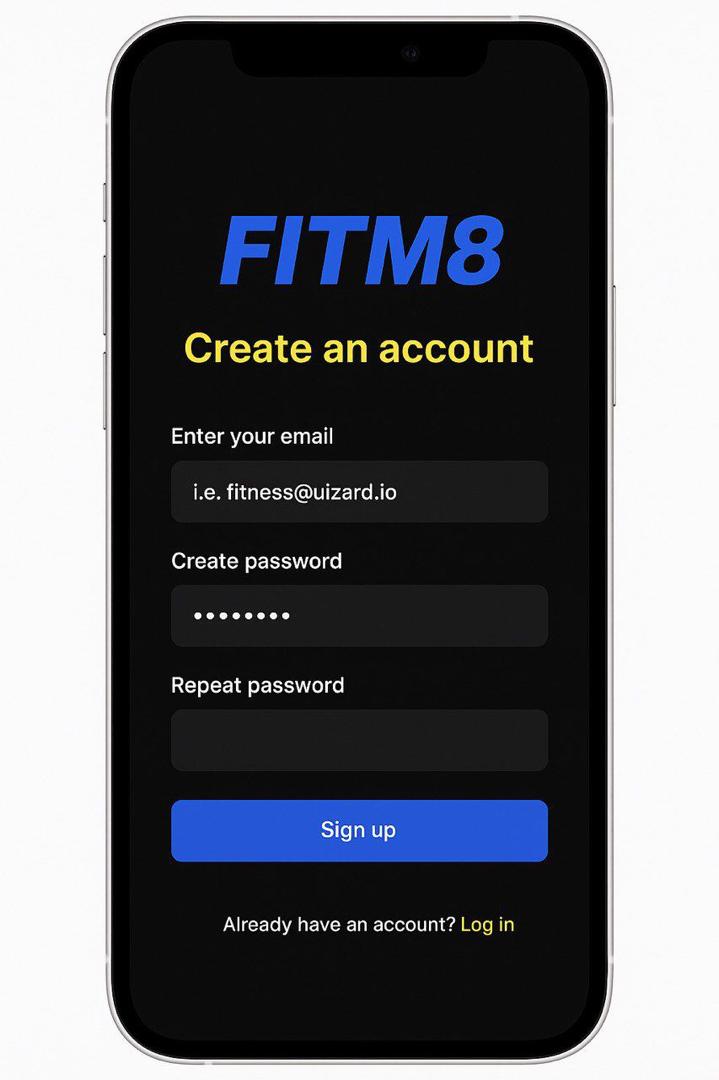 FITM8
Create an account
Enter your email
i.e. fitness@uizard.io
Create password
••••••••
Repeat password
Sign up
Already have an account? Log in